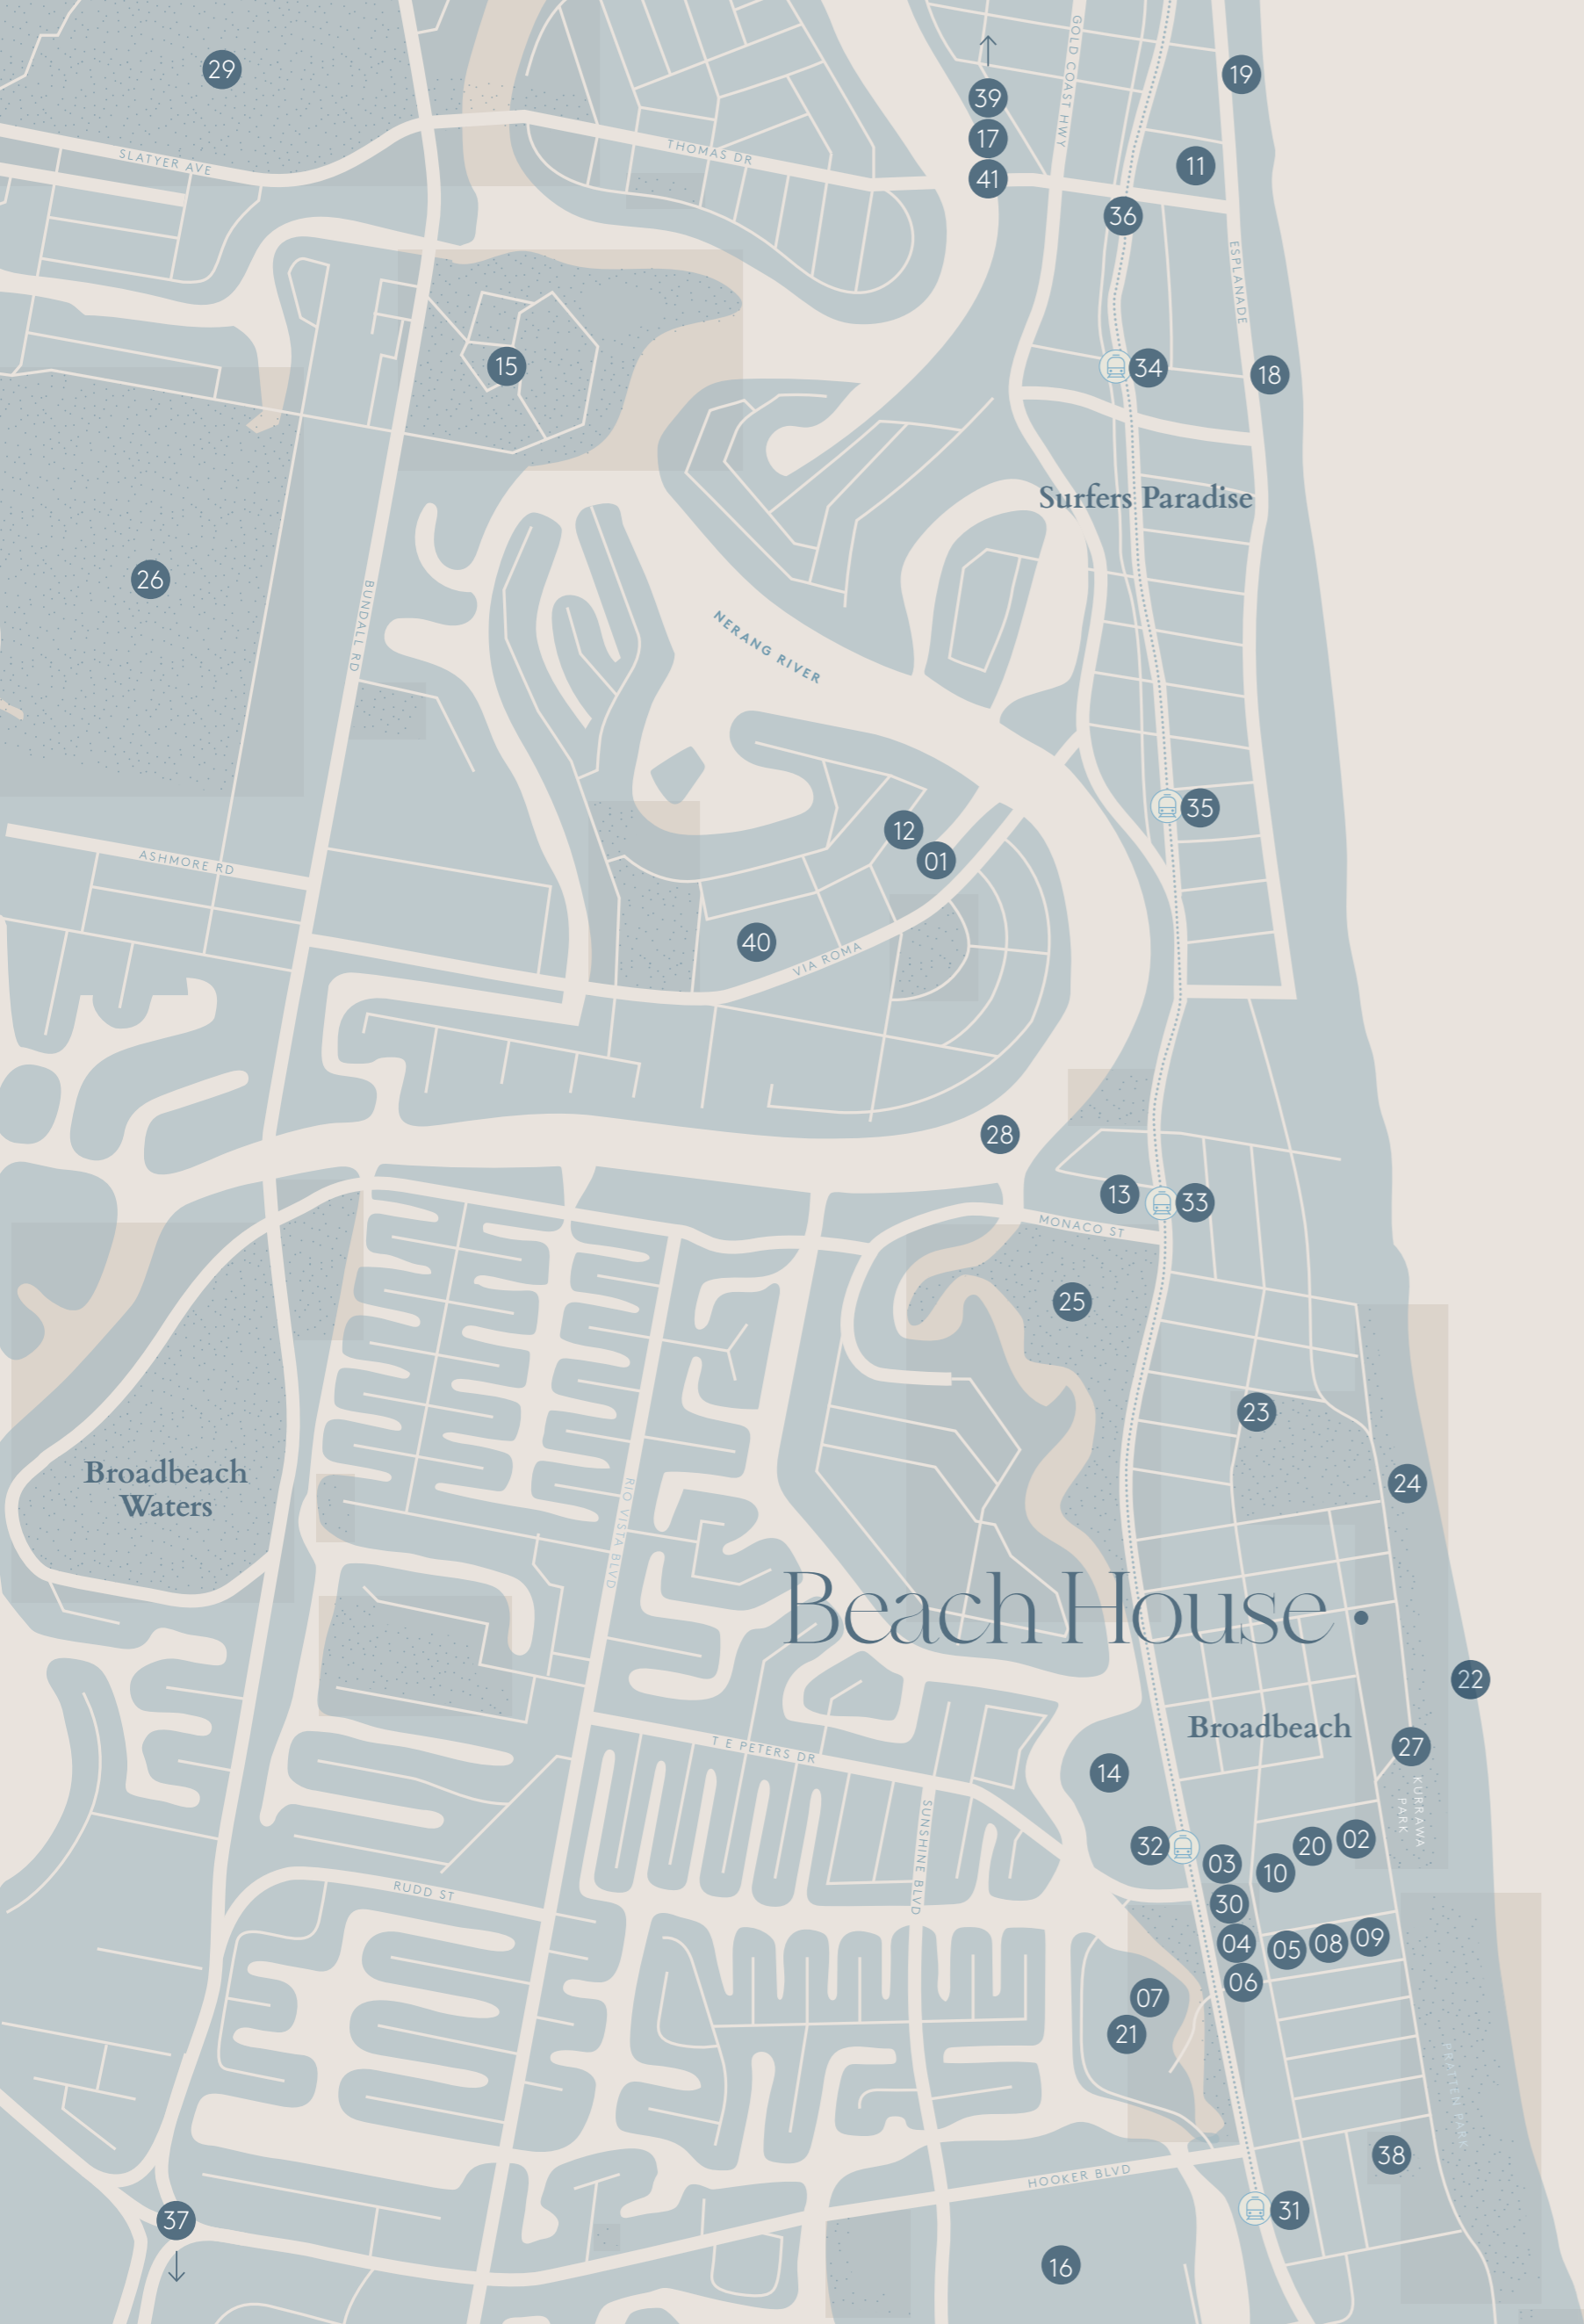 29
39
17
41
19
11
36
SLATYER AVE
THOMAS DR
GOLD COAST HWY
ESPLANADE
15
34
18
Surfers Paradise
26
BUNDALL RD
NERANG RIVER
35
12
01
ASHMORE RD
40
VIA ROMA
28
13
33
MONACO ST
25
23
24
Broadbeach
Waters
RIO VISTA BLVD
Beach House
22
Broadbeach
27
T E PETERS DR
14
KURRAWA
PARK
SUNSHINE BLVD
32
03
10
20
02
RUDD ST
30
04
05
08
09
06
07
21
PRATTEN PARK
38
HOOKER BLVD
31
37
16